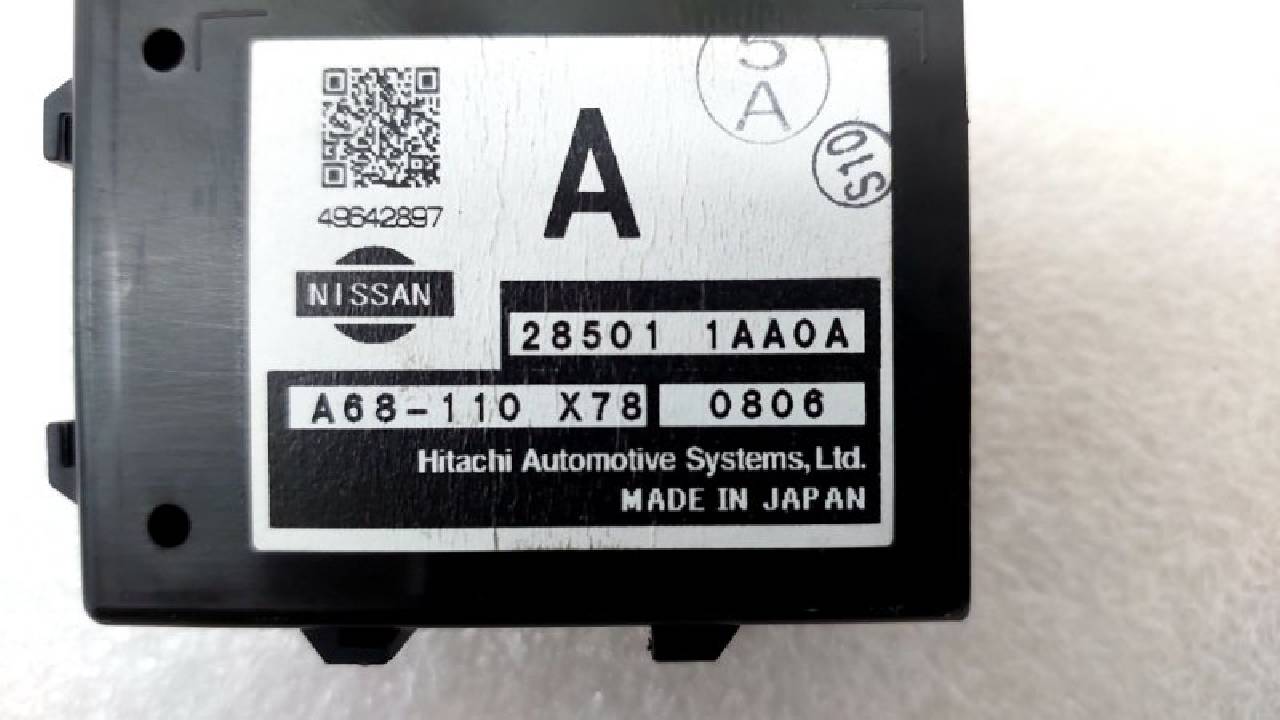 5
A
S10
A
49642897
NISSAN
28501 1AA0A
A68-110 X78 0806
Hitachi Automotive Systems, Ltd.
MADE IN JAPAN